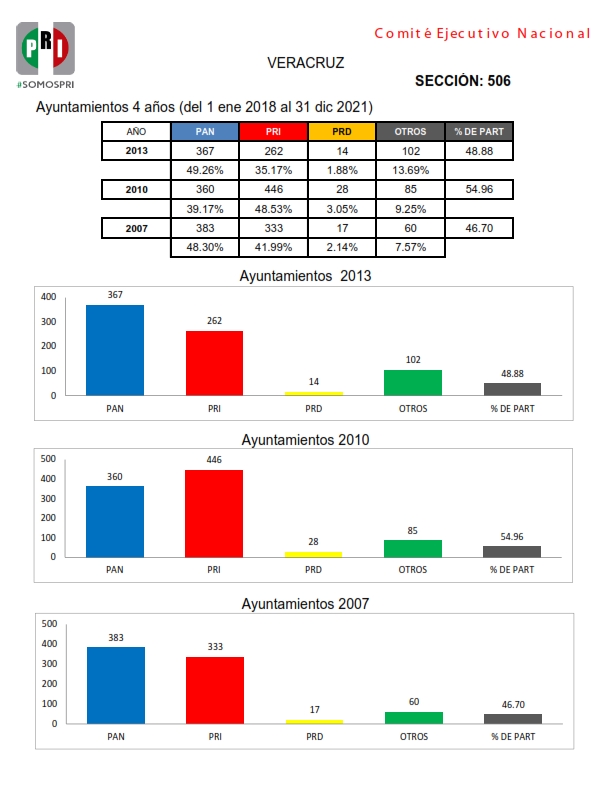 Comité Ejecutivo Nacional
PRI
#SOMOSPRI
VERACRUZ
SECCIÓN: 506
Ayuntamientos 4 años (del 1 ene 2018 al 31 dic 2021)
AÑO PAN PRI PRD OTROS % DE PART
2013 367 262 14 102 48.88
49.26% 35.17% 1.88% 13.69%
2010 360 446 28 85 54.96
39.17% 48.53% 3.05% 9.25%
2007 383 333 17 60 46.70
48.30% 41.99% 2.14% 7.57%
Ayuntamientos 2013
400
300
200
100
0
367
262
14
102
48.88
PAN PRI PRD OTROS % DE PART
Ayuntamientos 2010
500
400
300
200
100
0
360
446
28
85
54.96
PAN PRI PRD OTROS % DE PART
Ayuntamientos 2007
500
400
300
200
100
0
383
333
17
60
46.70
PAN PRI PRD OTROS % DE PART